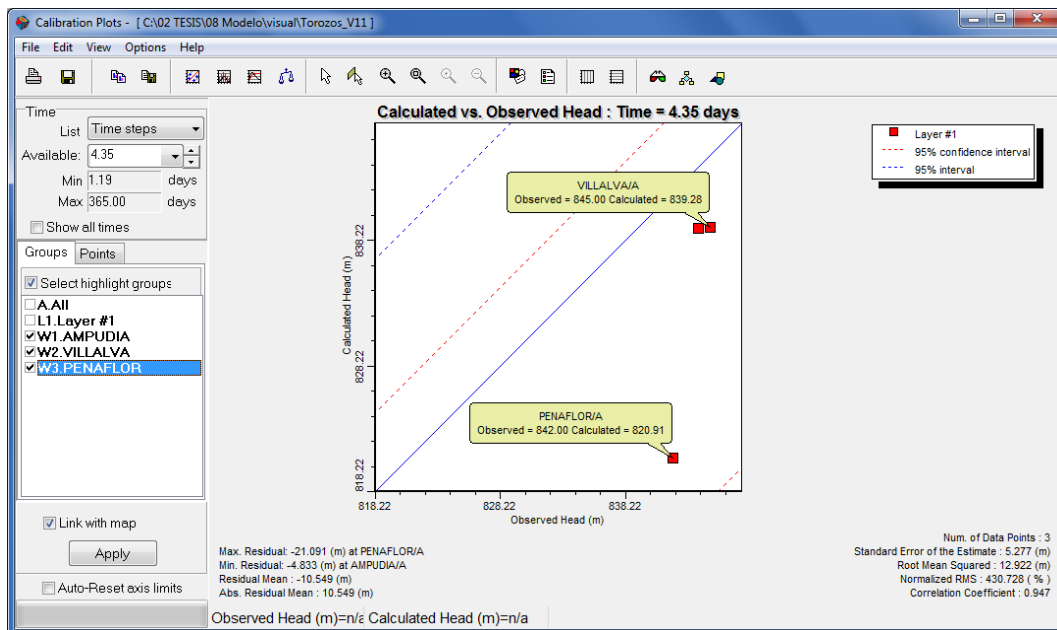 Calibration Plots - [ C:\02 TESIS\08 Modelo\visual\Torozos_V11 ]
File Edit View Options Help
Time
List Time steps
Available: 4.35
Min 1.19 days
Max 365.00 days
Show all times
Groups Points
Select highlight groups
A.All
L1.Layer #1
W1.AMPUDIA
W2.VILLALVA
W3.PENAFLOR
Link with map
Apply
Auto-Reset axis limits
Calculated vs. Observed Head : Time = 4.35 days
Layer #1
95% confidence interval
95% interval
VILLALVA/A
Observed = 845.00 Calculated = 839.28
PENAFLOR/A
Observed = 842.00 Calculated = 820.91
Calculated Head (m)
838.22
828.22
818.22
818.22 828.22 838.22
Observed Head (m)
Max. Residual: -21.091 (m) at PENAFLOR/A
Min. Residual: -4.833 (m) at AMPUDIA/A
Residual Mean : -10.549 (m)
Abs. Residual Mean : 10.549 (m)
Num. of Data Points : 3
Standard Error of the Estimate : 5.277 (m)
Root Mean Squared : 12.922 (m)
Normalized RMS : 430.728 ( % )
Correlation Coefficient : 0.947
Observed Head (m)=n/a Calculated Head (m)=n/a